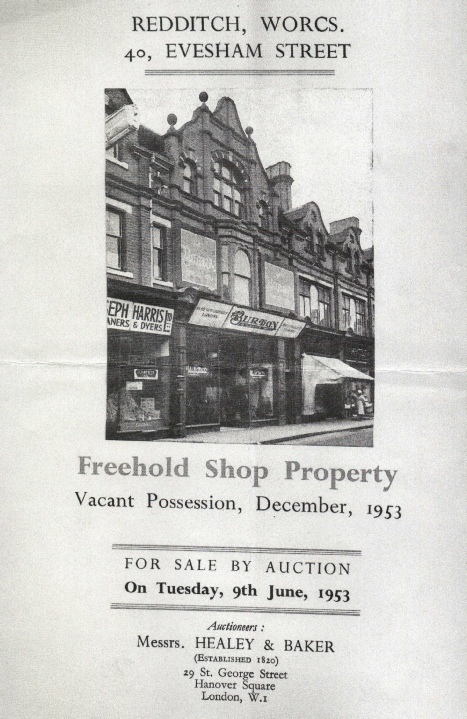 REDDITCH, WORCS.
40, EVESHAM STREET
EPH HARRIS LTD
ANERS & DYERS
BURTON
Freehold Shop Property
Vacant Possession, December, 1953
FOR SALE BY AUCTION
On Tuesday, 9th June, 1953
Auctioneers :
Messrs. HEALEY & BAKER
(ESTABLISHED 1820)
29 St. George Street
Hanover Square
London, W.1